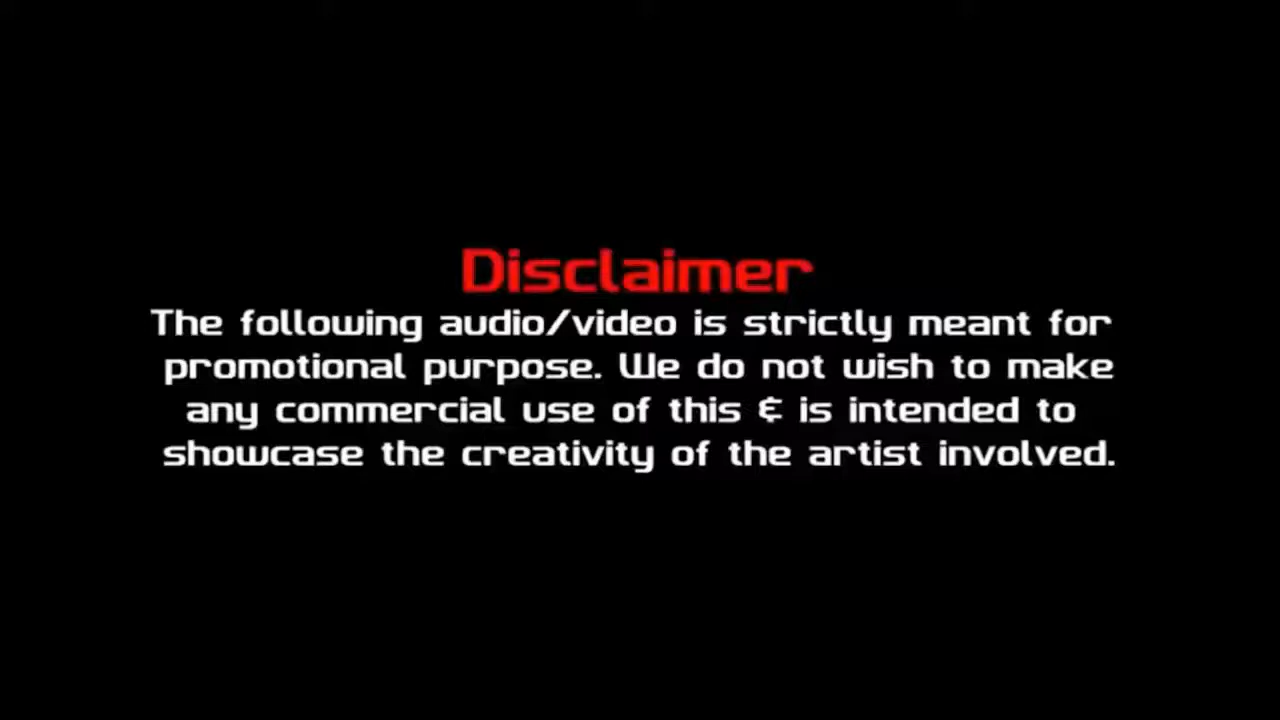 Disclaimer
The following audio/video is strictly meant for
promotional purpose. We do not wish to make
any commercial use of this & is intended to
showcase the creativity of the artist involved.